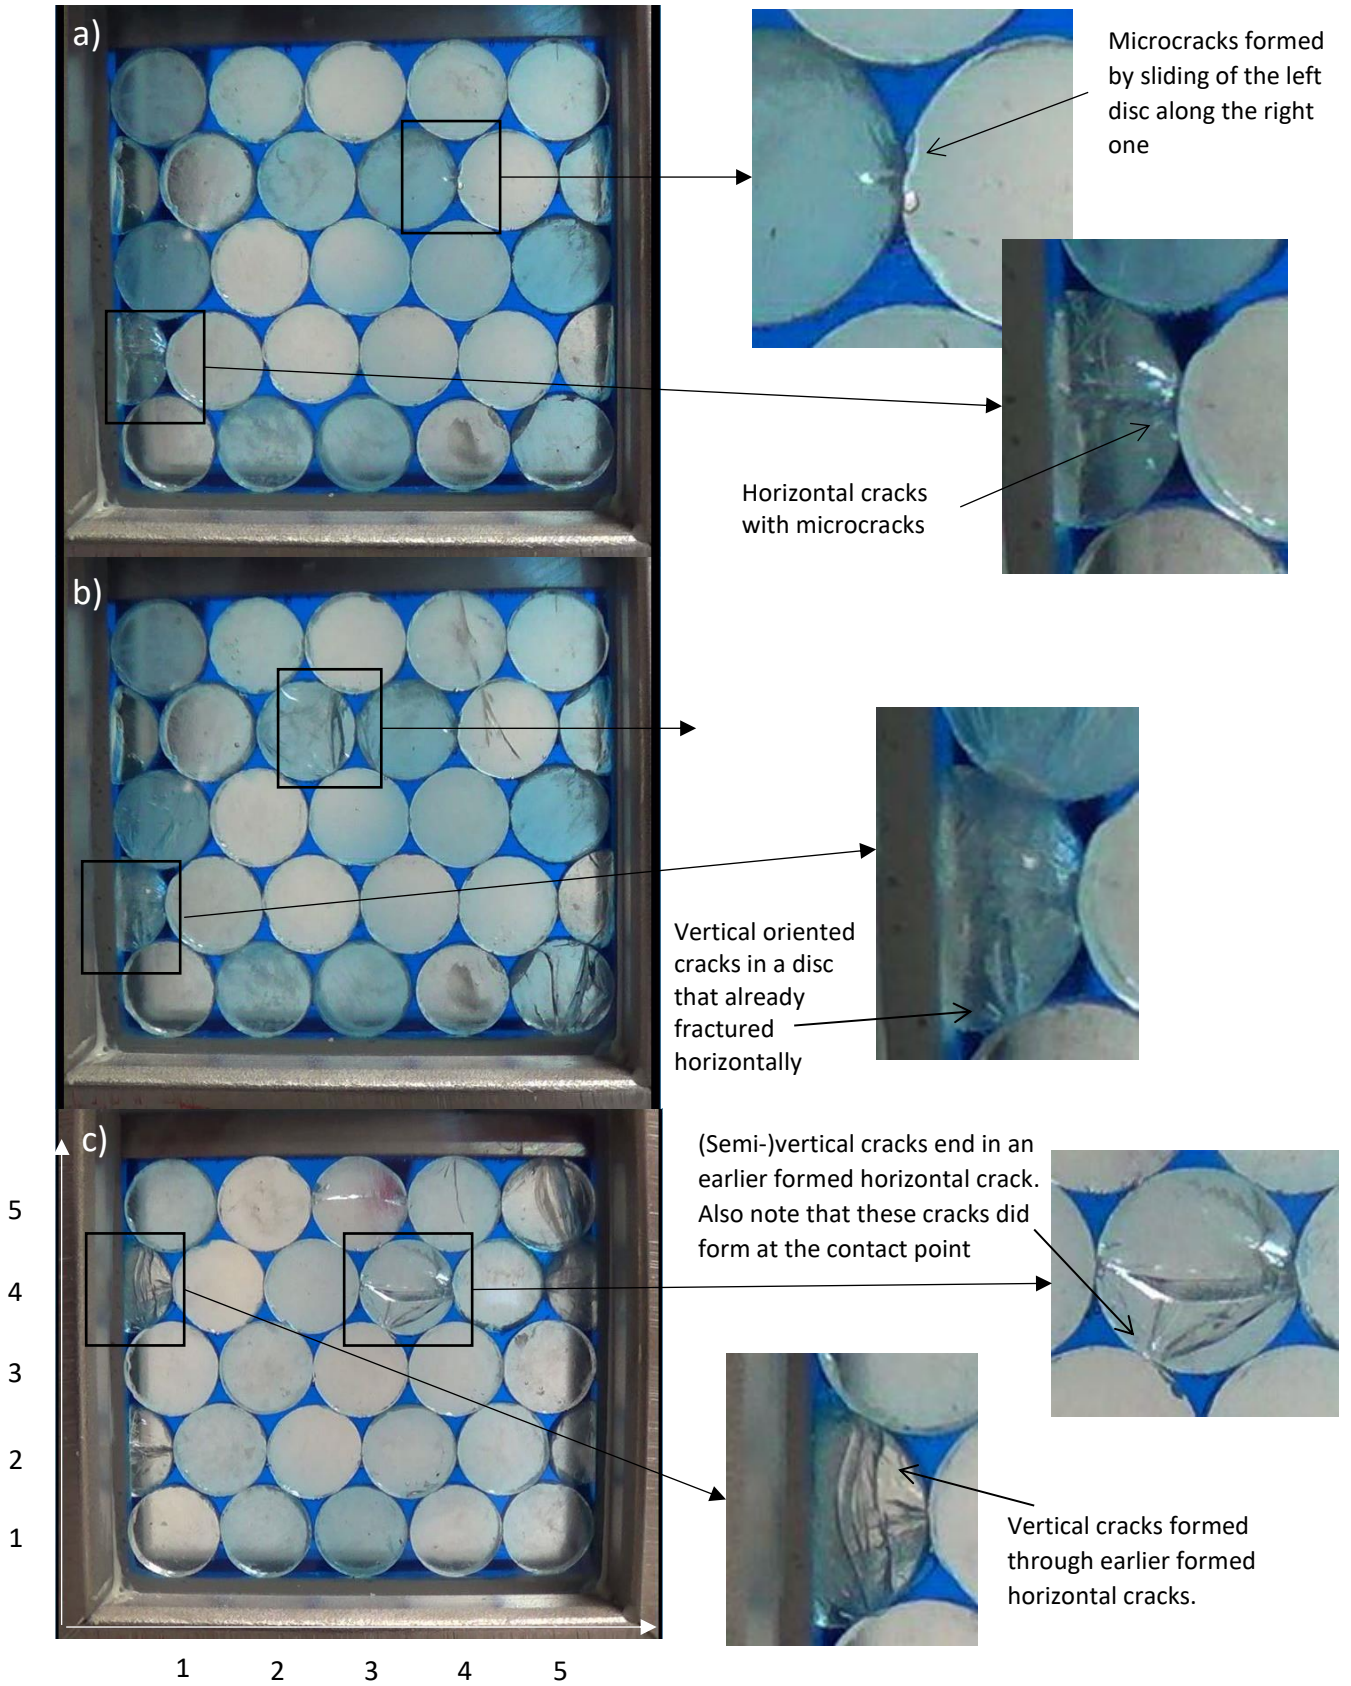 a)
Microcracks formed
by sliding of the left
disc along the right
one
Horizontal cracks
with microcracks
b)
Vertical oriented
cracks in a disc
that already
fractured
horizontally
c)
(Semi-)vertical cracks end in an
earlier formed horizontal crack.
Also note that these cracks did
form at the contact point
5
4
3
2
1
Vertical cracks formed
through earlier formed
horizontal cracks.
1 2 3 4 5